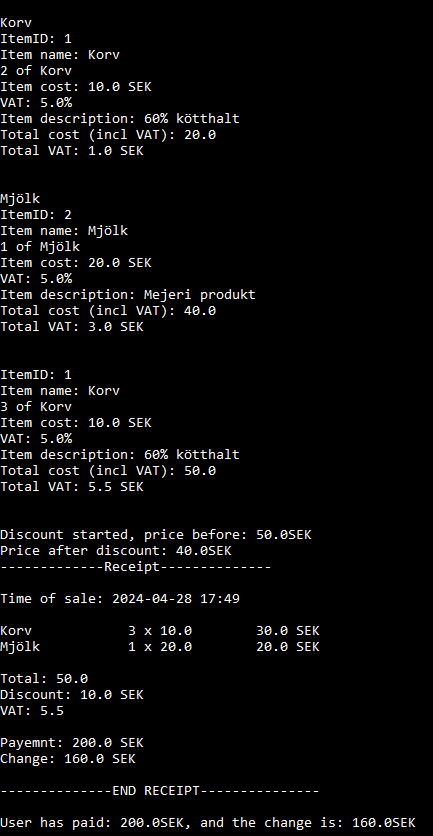 Korv
ItemID: 1
Item name: Korv
2 of Korv
Item cost: 10.0 SEK
VAT: 5.0%
Item description: 60% kötthalt
Total cost (incl VAT): 20.0
Total VAT: 1.0 SEK
Mjölk
ItemID: 2
Item name: Mjölk
1 of Mjölk
Item cost: 20.0 SEK
VAT: 5.0%
Item description: Mejeri produkt
Total cost (incl VAT): 40.0
Total VAT: 3.0 SEK
ItemID: 1
Item name: Korv
3 of Korv
Item cost: 10.0 SEK
VAT: 5.0%
Item description: 60% kötthalt
Total cost (incl VAT): 50.0
Total VAT: 5.5 SEK
Discount started, price before: 50.0SEK
Price after discount: 40.0SEK
-------------Receipt--------------
Time of sale: 2024-04-28 17:49
Korv            3 x 10.0        30.0 SEK
Mjölk           1 x 20.0        20.0 SEK
Total: 50.0
Discount: 10.0 SEK
VAT: 5.5
Payemnt: 200.0 SEK
Change: 160.0 SEK
--------------END RECEIPT---------------
User has paid: 200.0SEK, and the change is: 160.0SEK